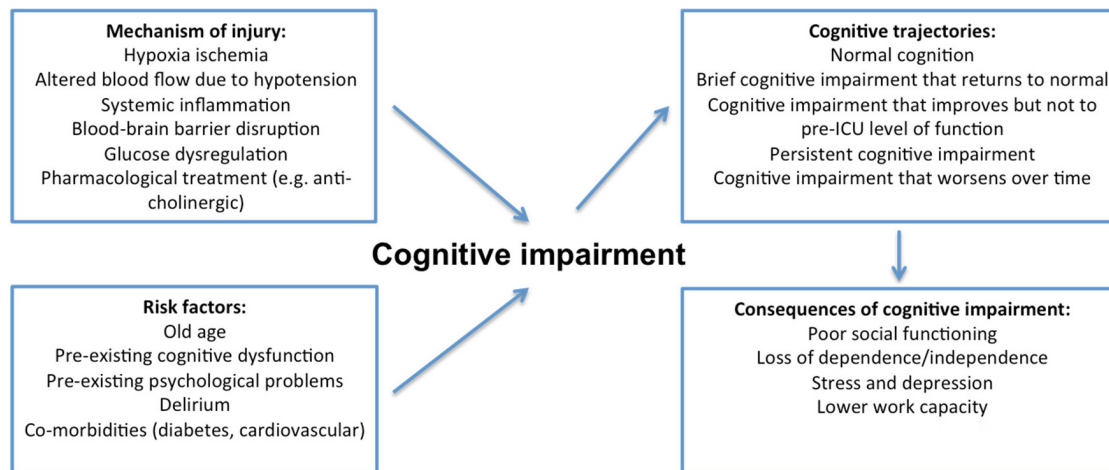 Mechanism of injury:
Hypoxia ischemia
Altered blood flow due to hypotension
Systemic inflammation
Blood-brain barrier disruption
Glucose dysregulation
Pharmacological treatment (e.g. anti-
cholinergic)
Cognitive trajectories:
Normal cognition
Brief cognitive impairment that returns to normal
Cognitive impairment that improves but not to
pre-ICU level of function
Persistent cognitive impairment
Cognitive impairment that worsens over time
Cognitive impairment
Risk factors:
Old age
Pre-existing cognitive dysfunction
Pre-existing psychological problems
Delirium
Co-morbidities (diabetes, cardiovascular)
Consequences of cognitive impairment:
Poor social functioning
Loss of dependence/independence
Stress and depression
Lower work capacity